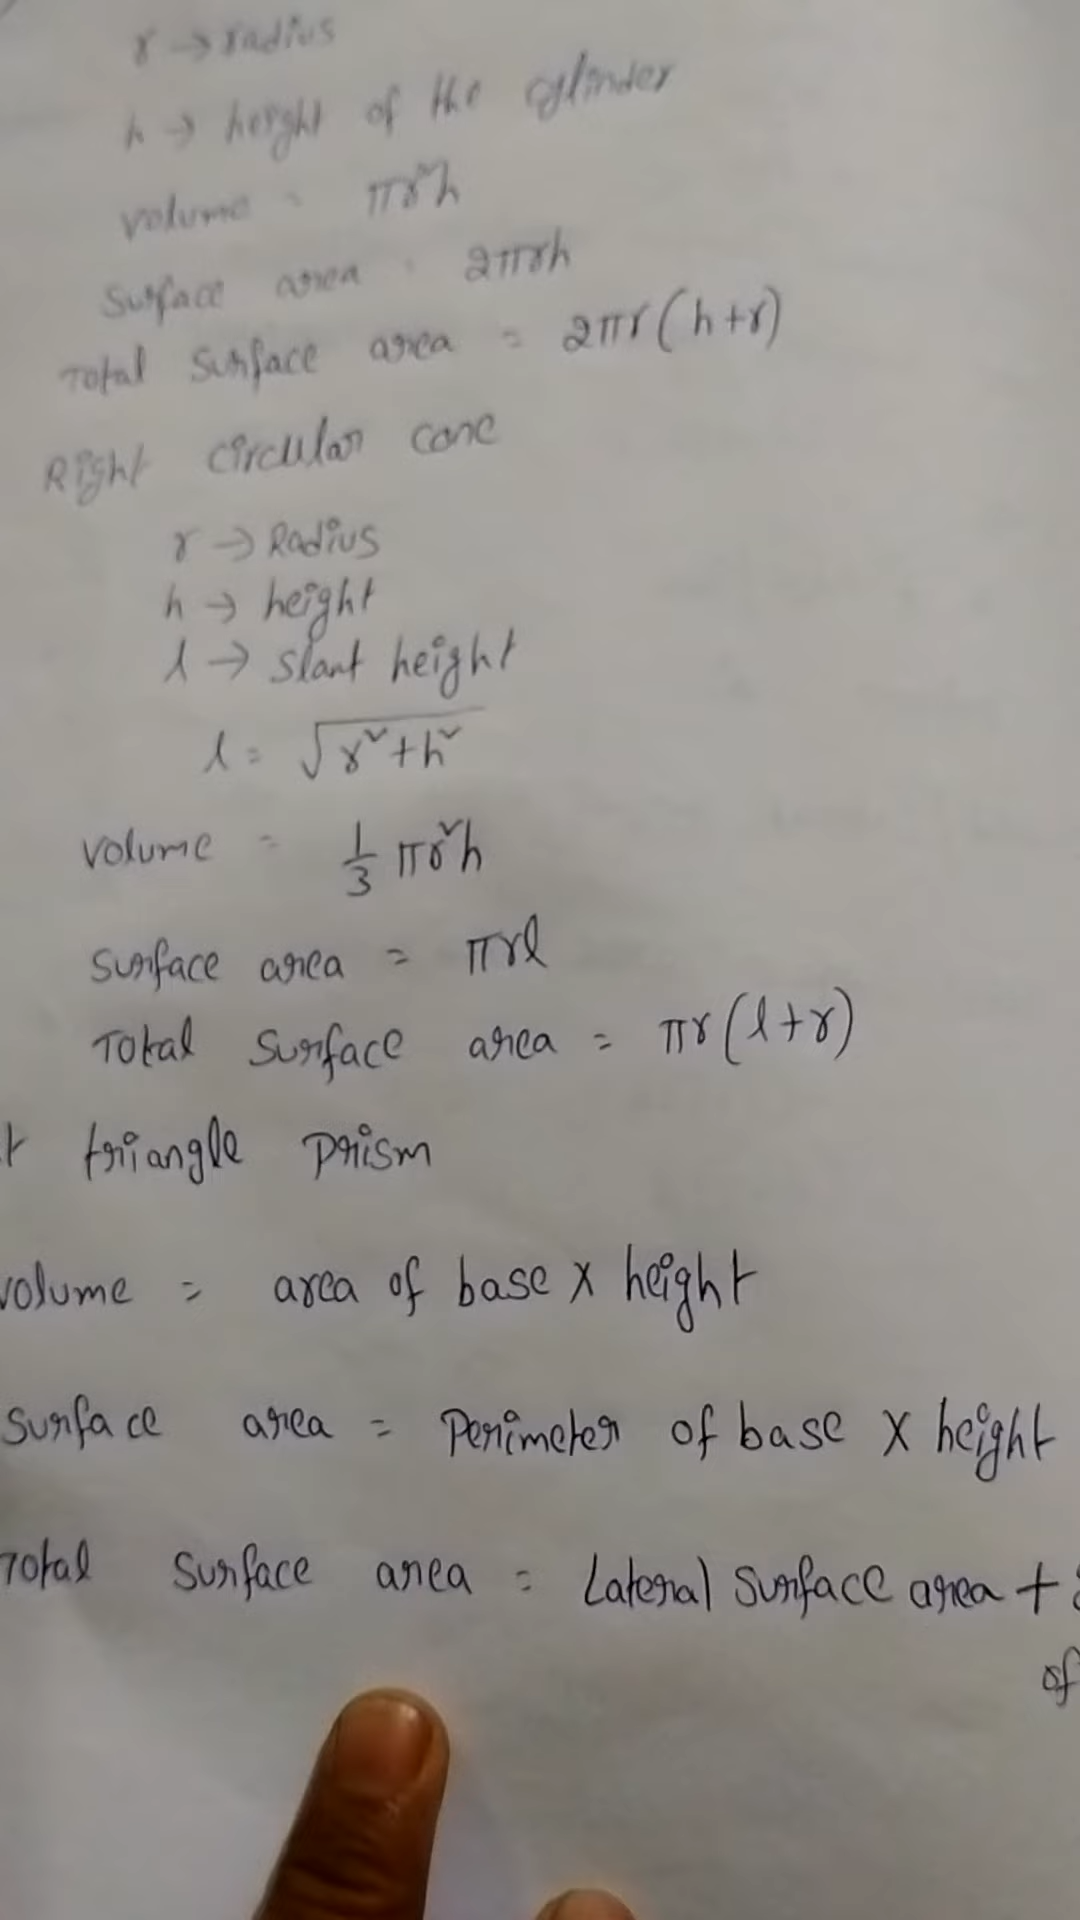 r → radius
h → height of the cylinder
volume = πr²h
Surface area = 2πrh
Total Surface area = 2πr(h+r)
Right circular cone
r → Radius
h → height
l → slant height
l = √r²+h²
volume = 1/3 πr²h
Surface area = πrl
Total Surface area = πr(l+r)
triangle Prism
volume = area of base x height
Surface area = Perimeter of base x height
Total Surface area = Lateral Surface area +
of